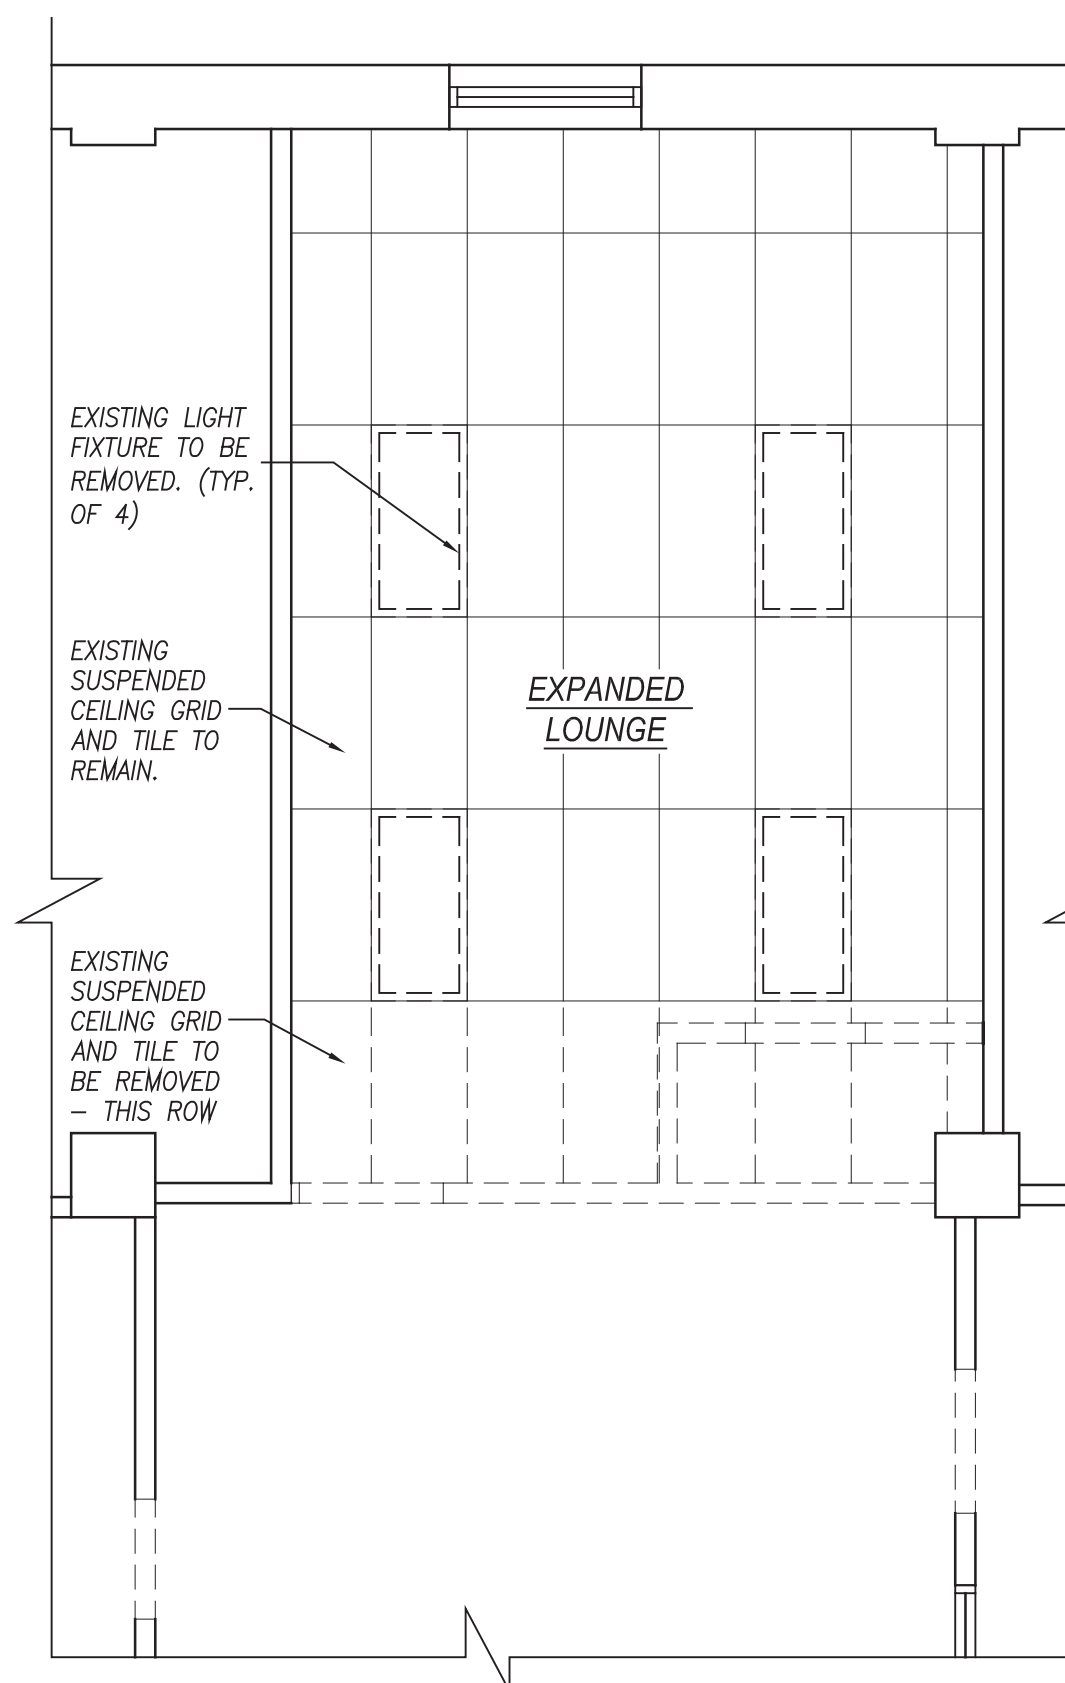 EXISTING LIGHT
FIXTURE TO BE
REMOVED. (TYP.
OF 4)
EXISTING
SUSPENDED
CEILING GRID
AND TILE TO
REMAIN.
EXPANDED
LOUNGE
EXISTING
SUSPENDED
CEILING GRID
AND TILE TO
BE REMOVED
– THIS ROW